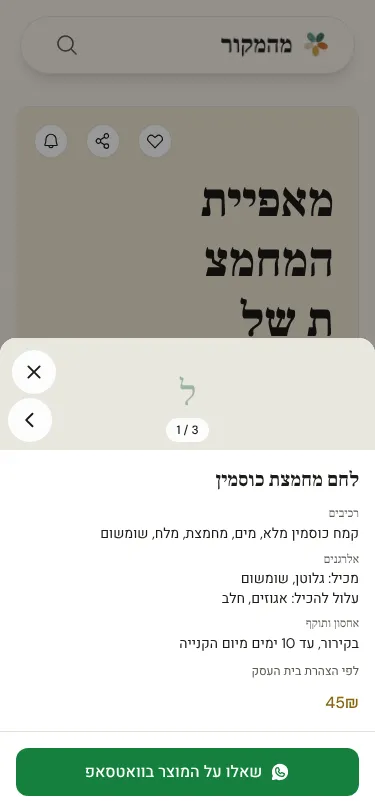 מהמקור
מאפיית
המחמצ
ת של
ל
1 / 3
לחם מחמצת כוסמין
רכיבים
קמח כוסמין מלא, מים, מחמצת, מלח, שומשום
אלרגנים
מכיל: גלוטן, שומשום
עלול להכיל: אגוזים, חלב
אחסון ותוקף
בקירור, עד 10 ימים מיום הקנייה
לפי הצהרת בית העסק
45₪
שאלו על המוצר בוואטסאפ